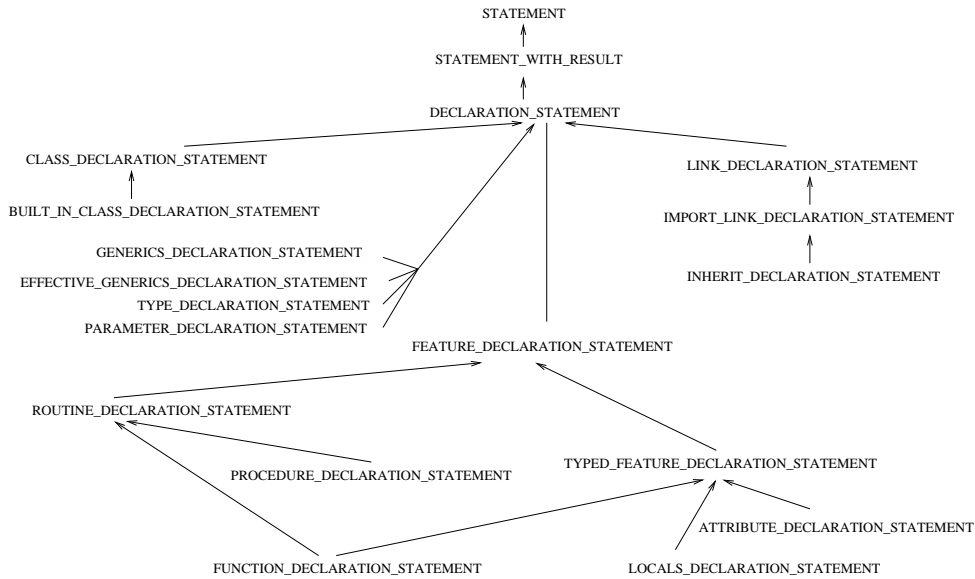 STATEMENT
STATEMENT_WITH_RESULT
DECLARATION_STATEMENT
CLASS_DECLARATION_STATEMENT
LINK_DECLARATION_STATEMENT
BUILT_IN_CLASS_DECLARATION_STATEMENT
IMPORT_LINK_DECLARATION_STATEMENT
GENERICS_DECLARATION_STATEMENT
INHERIT_DECLARATION_STATEMENT
EFFECTIVE_GENERICS_DECLARATION_STATEMENT
TYPE_DECLARATION_STATEMENT
PARAMETER_DECLARATION_STATEMENT
FEATURE_DECLARATION_STATEMENT
ROUTINE_DECLARATION_STATEMENT
TYPED_FEATURE_DECLARATION_STATEMENT
PROCEDURE_DECLARATION_STATEMENT
ATTRIBUTE_DECLARATION_STATEMENT
FUNCTION_DECLARATION_STATEMENT
LOCALS_DECLARATION_STATEMENT